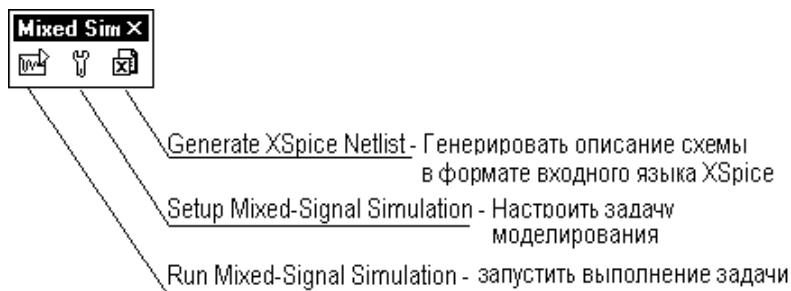 Mixed Sim
Generate XSpice Netlist - Генерировать описание схемы
в формате входного языка XSpice
Setup Mixed-Signal Simulation - Настроить задачу
моделирования
Run Mixed-Signal Simulation - запустить выполнение задачи